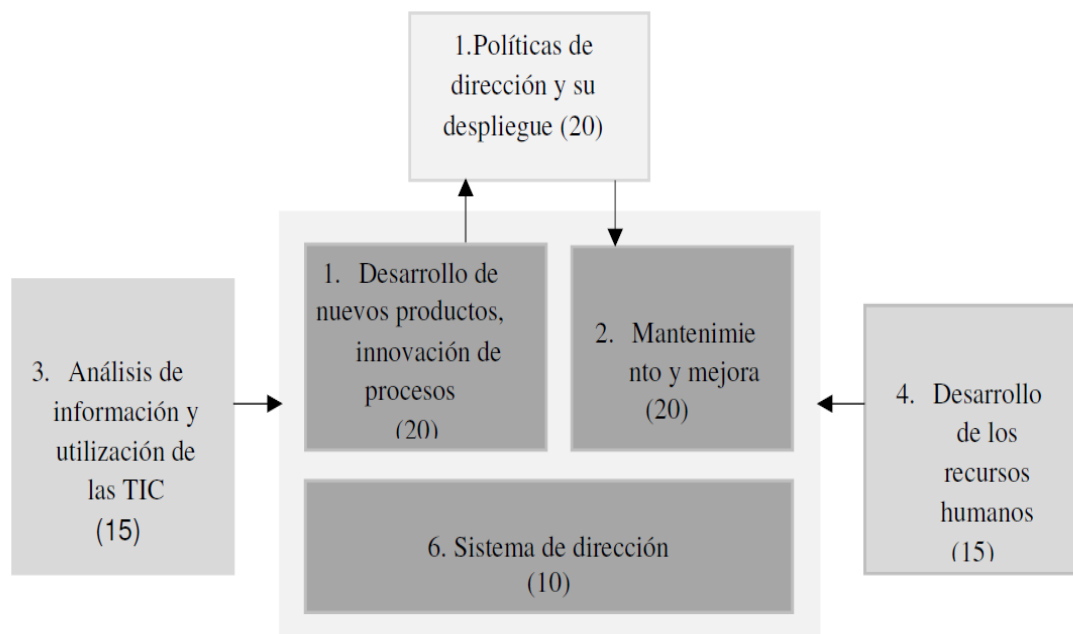 1.Políticas de
dirección y su
despliegue (20)
1. Desarrollo de
nuevos productos,
innovación de
procesos
(20)
2. Mantenimie
nto y mejora
(20)
3. Análisis de
información y
utilización de
las TIC
(15)
4. Desarrollo
de los
recursos
humanos
(15)
6. Sistema de dirección
(10)